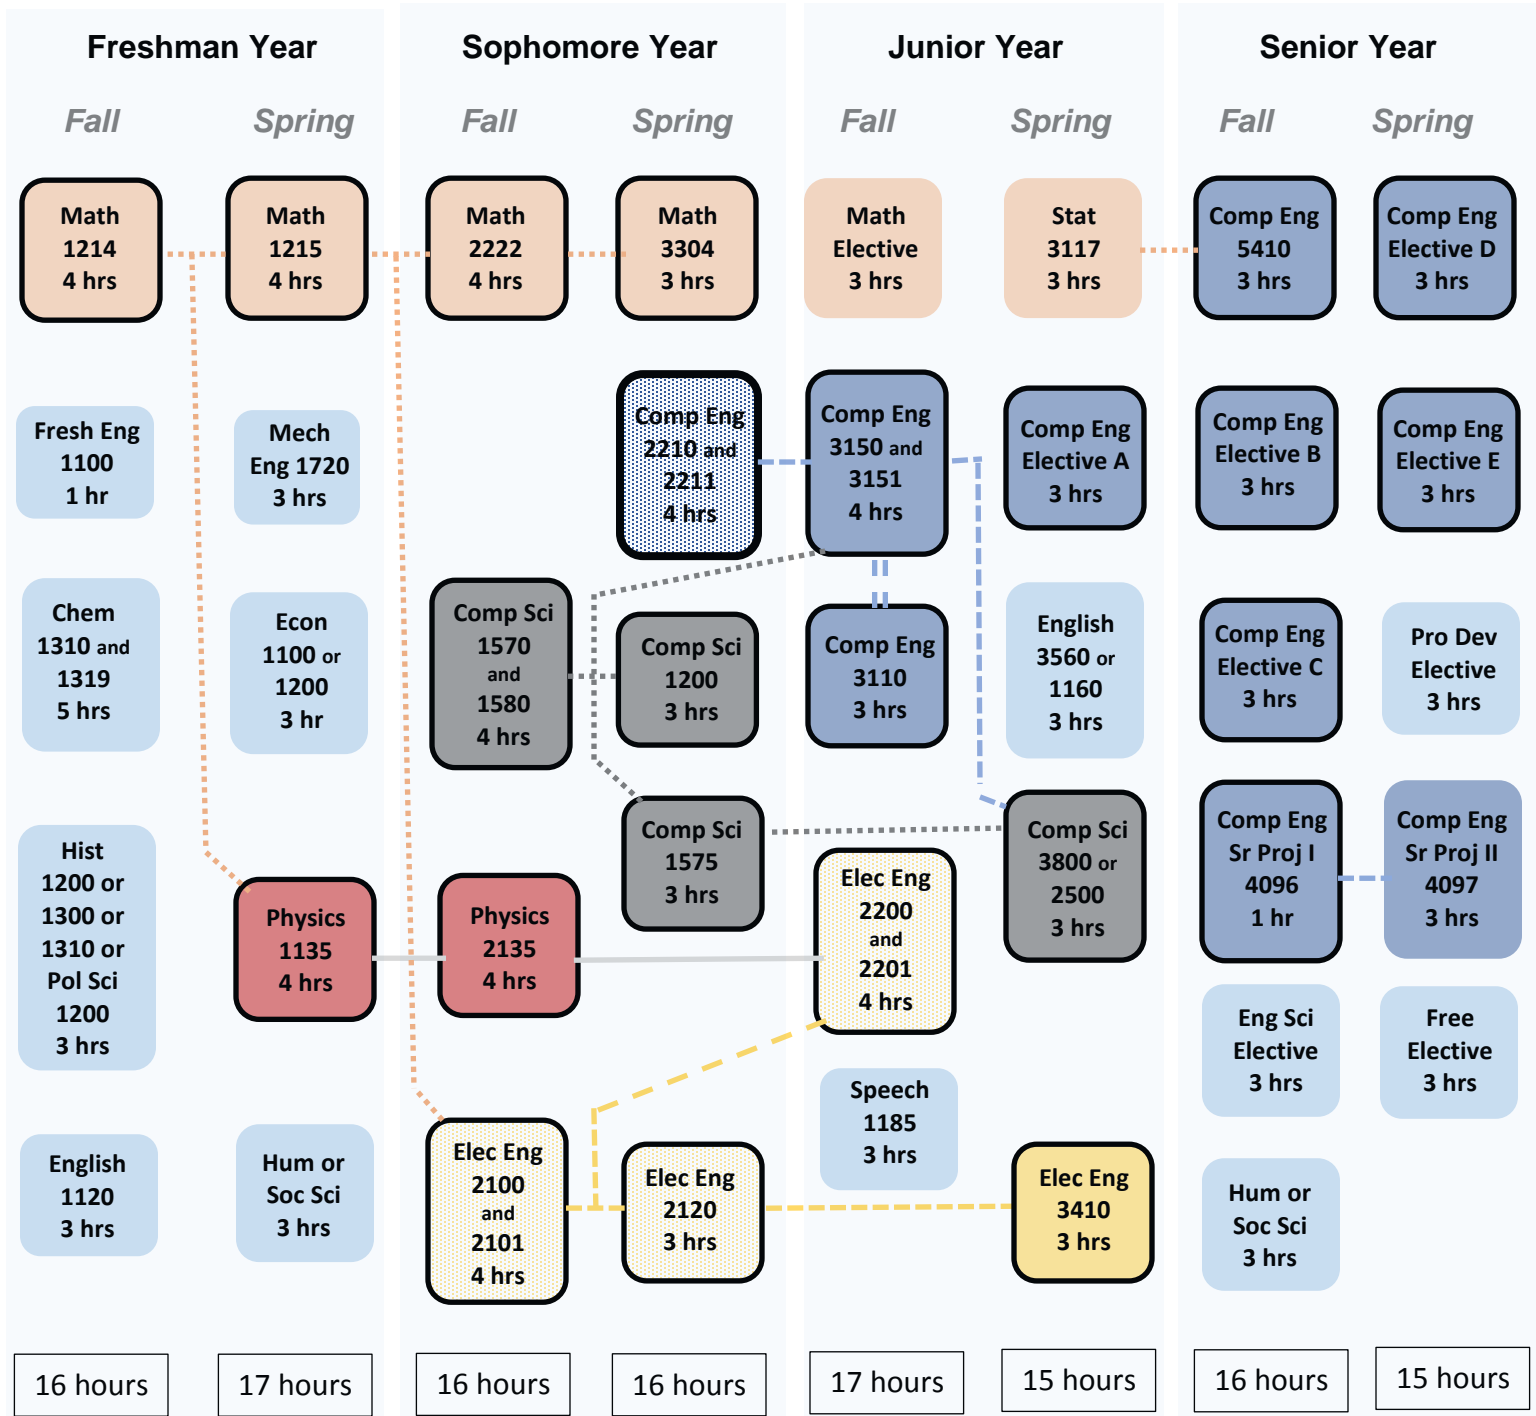 Freshman Year
Sophomore Year
Junior Year
Senior Year
Fall
Spring
Fall
Spring
Fall
Spring
Fall
Spring
Math
1214
4 hrs
Math
1215
4 hrs
Math
2222
4 hrs
Math
3304
3 hrs
Math
Elective
3 hrs
Stat
3117
3 hrs
Comp Eng
5410
3 hrs
Comp Eng
Elective D
3 hrs
Fresh Eng
1100
1 hr
Mech
Eng 1720
3 hrs
Comp Eng
2210 and
2211
4 hrs
Comp Eng
3150 and
3151
4 hrs
Comp Eng
Elective A
3 hrs
Comp Eng
Elective B
3 hrs
Comp Eng
Elective E
3 hrs
Chem
1310 and
1319
5 hrs
Econ
1100 or
1200
3 hr
Comp Sci
1570
and
1580
4 hrs
Comp Sci
1200
3 hrs
Comp Eng
3110
3 hrs
English
3560 or
1160
3 hrs
Comp Eng
Elective C
3 hrs
Pro Dev
Elective
3 hrs
Hist
1200 or
1300 or
1310 or
Pol Sci
1200
3 hrs
Physics
1135
4 hrs
Physics
2135
4 hrs
Comp Sci
1575
3 hrs
Elec Eng
2200
and
2201
4 hrs
Comp Sci
3800 or
2500
3 hrs
Comp Eng
Sr Proj I
4096
1 hr
Comp Eng
Sr Proj II
4097
3 hrs
Eng Sci
Elective
3 hrs
Free
Elective
3 hrs
English
1120
3 hrs
Hum or
Soc Sci
3 hrs
Elec Eng
2100
and
2101
4 hrs
Elec Eng
2120
3 hrs
Speech
1185
3 hrs
Elec Eng
3410
3 hrs
Hum or
Soc Sci
3 hrs
16 hours
17 hours
16 hours
16 hours
17 hours
15 hours
16 hours
15 hours